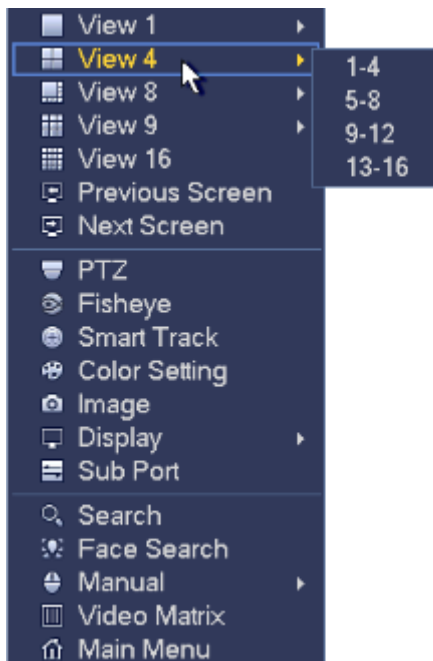 View 1
View 4
1-4
View 8
5-8
View 9
9-12
View 16
13-16
Previous Screen
Next Screen
PTZ
Fisheye
Smart Track
Color Setting
Image
Display
Sub Port
Search
Face Search
Manual
Video Matrix
Main Menu